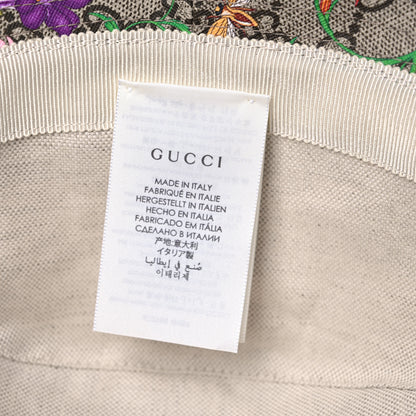 GUCCI
MADE IN ITALY
FABRIQUÉ EN ITALIE
HERGESTELLT IN ITALIEN
HECHO EN ITALIA
FABRICADO EM ITÁLIA
СДЕЛАНО В ИТАЛИИ
产地:意大利
イタリア製
صُنع في إيطاليا
이태리제